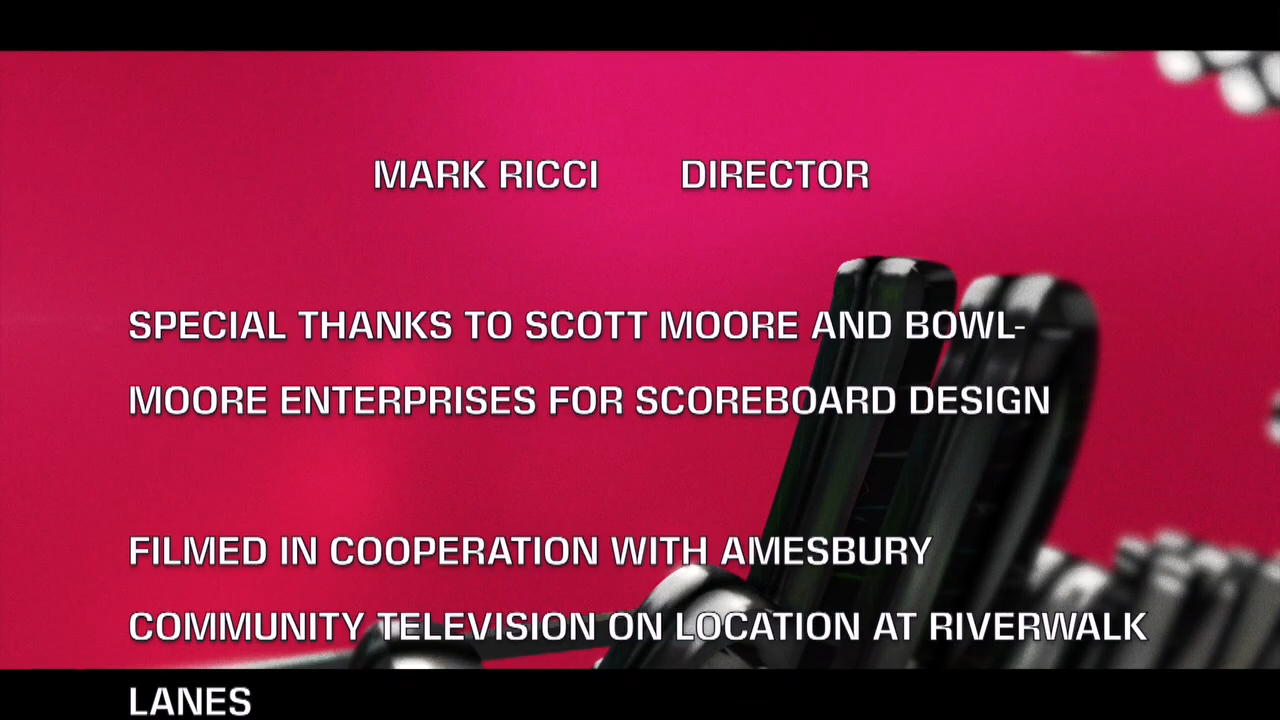 MARK RICCI DIRECTOR
SPECIAL THANKS TO SCOTT MOORE AND BOWL-
MOORE ENTERPRISES FOR SCOREBOARD DESIGN
FILMED IN COOPERATION WITH AMESBURY
COMMUNITY TELEVISION ON LOCATION AT RIVERWALK
LANES